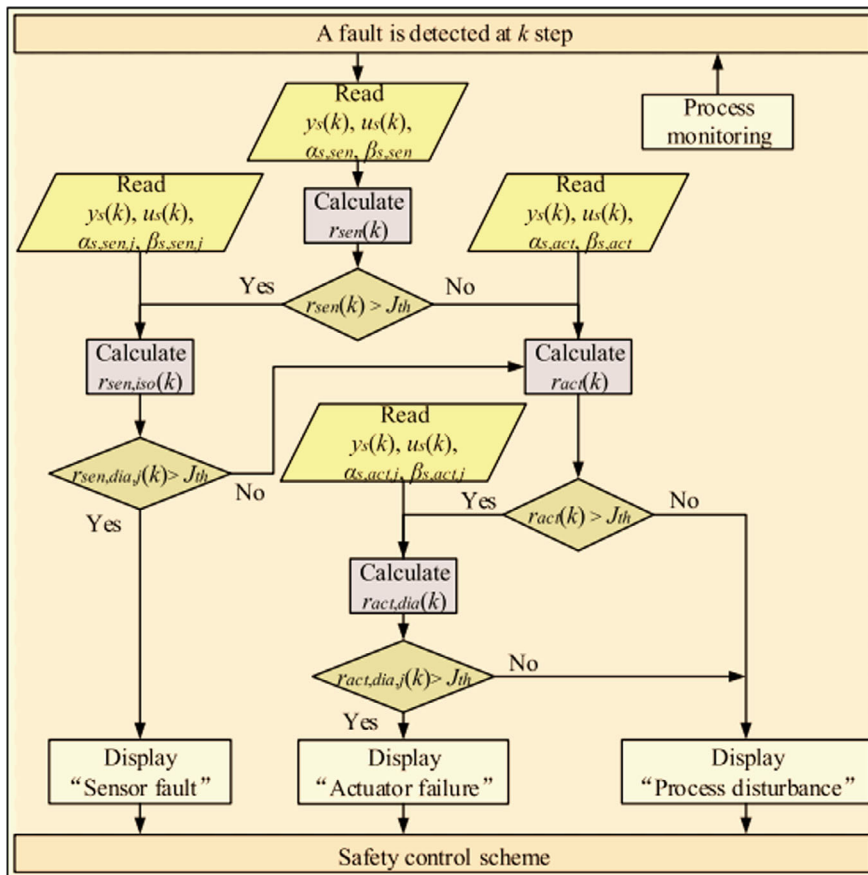 A fault is detected at k step
Read
ys(k), us(k),
αs,sen, βs,sen
Process
monitoring
Read
ys(k), us(k),
αs,sen,j, βs,sen,j
Calculate
rsen(k)
Read
ys(k), us(k),
αs,act, βs,act
Yes
rsen(k) > Jth
No
Calculate
rsen,iso(k)
Calculate
ract(k)
Read
ys(k), us(k),
αs,act,j, βs,act,j
rsen,dia,j(k) > Jth
No
Yes
Yes
ract(k) > Jth
No
Calculate
ract,dia(k)
ract,dia,j(k) > Jth
No
Yes
Display
“Sensor fault”
Display
“Actuator failure”
Display
“Process disturbance”
Safety control scheme